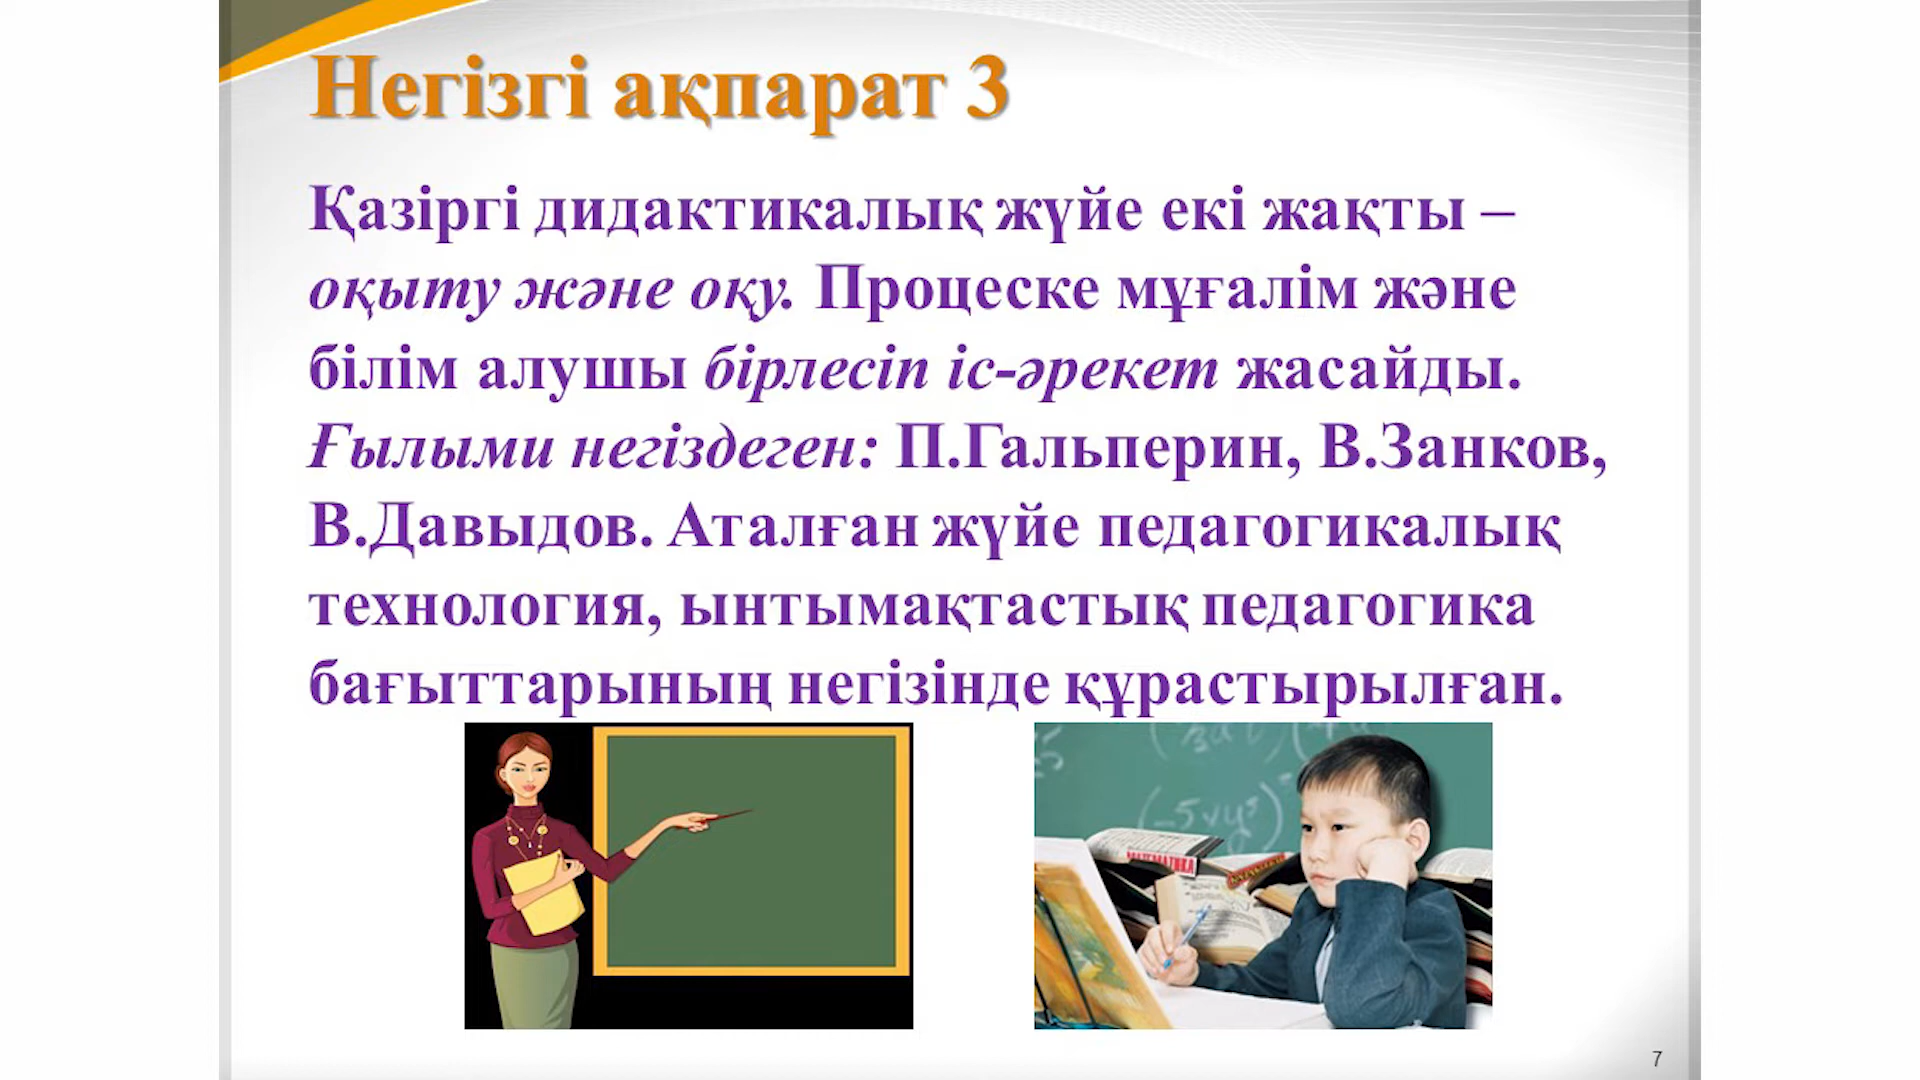 Негізгі ақпарат 3
Қазіргі дидактикалық жүйе екі жақты –
оқыту және оқу. Процеске мұғалім және
білім алушы бірлесіп іс-әрекет жасайды.
Ғылыми негіздеген: П.Гальперин, В.Занков,
В.Давыдов. Аталған жүйе педагогикалық
технология, ынтымақтастық педагогика
бағыттарының негізінде құрастырылған.
МАТЕМАТИКА
7